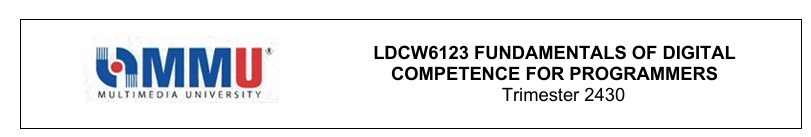 MMU
MULTIMEDIA UNIVERSITY
LDCW6123 FUNDAMENTALS OF DIGITAL
COMPETENCE FOR PROGRAMMERS
Trimester 2430